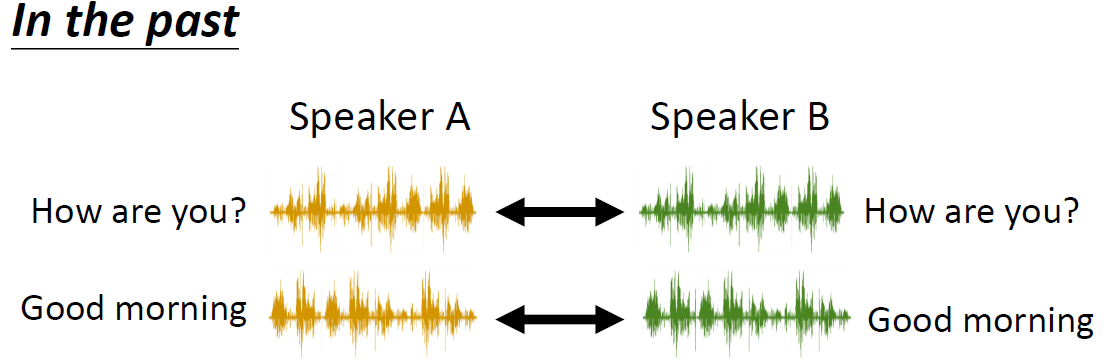 In the past
Speaker A Speaker B
How are you? How are you?
Good morning Good morning